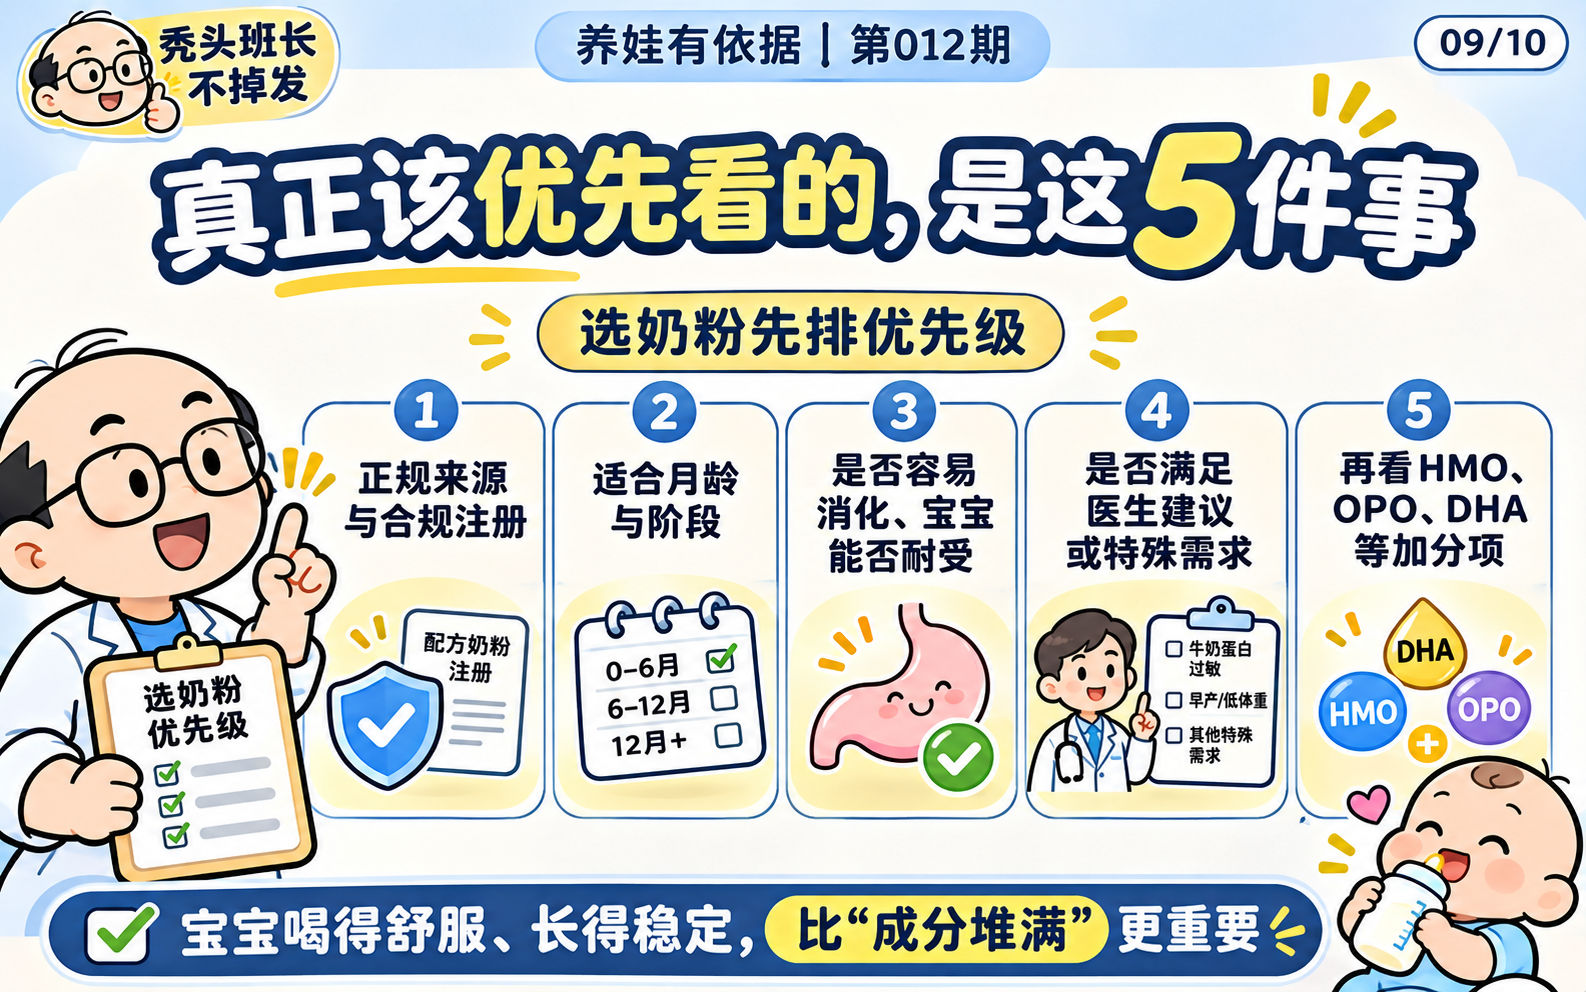 秃头班长
不掉发
养娃有依据｜第012期
09/10
真正该优先看的，是这5件事
选奶粉先排优先级
1
正规来源
与合规注册
配方奶粉
注册
2
适合月龄
与阶段
0-6月
6-12月
12月+
3
是否容易
消化、宝宝
能否耐受
4
是否满足
医生建议
或特殊需求
牛奶蛋白
过敏
早产/低体重
其他特殊
需求
5
再看HMO、
OPO、DHA
等加分项
DHA
HMO
OPO
+
选奶粉
优先级
宝宝喝得舒服、长得稳定，比“成分堆满”更重要